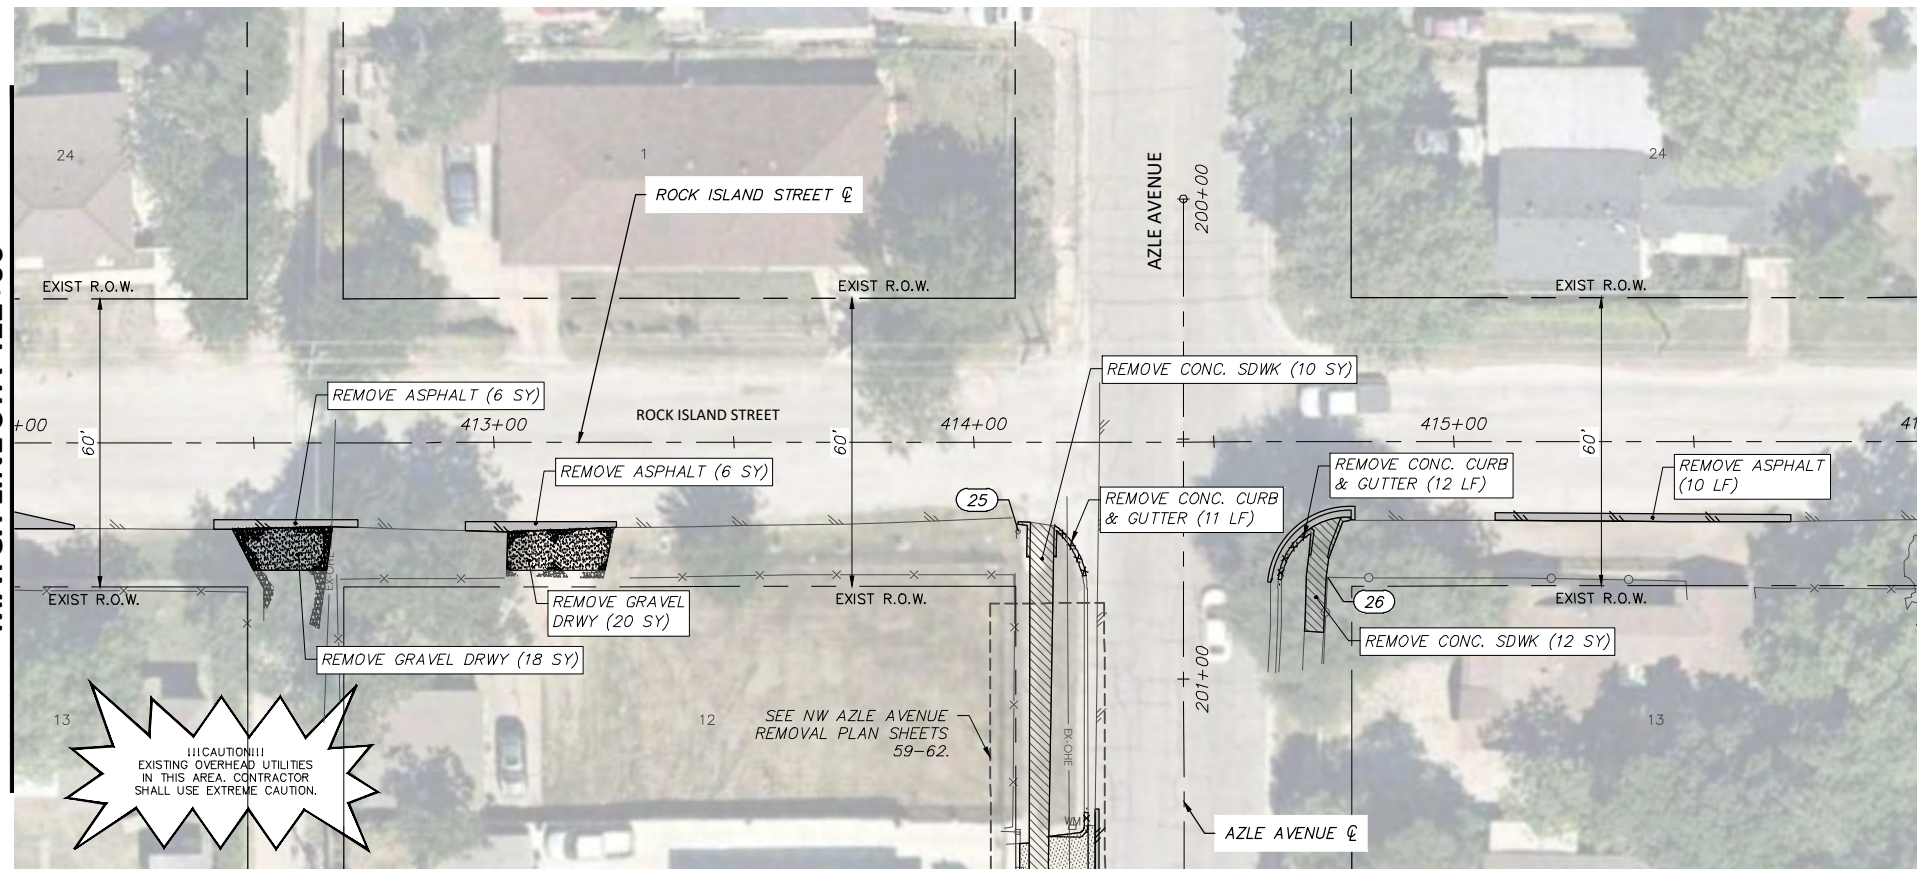 24
1
24
ROCK ISLAND STREET ℄
AZLE AVENUE
200+00
EXIST R.O.W.
EXIST R.O.W.
EXIST R.O.W.
REMOVE CONC. SDWK (10 SY)
REMOVE ASPHALT (6 SY)
ROCK ISLAND STREET
+00
413+00
414+00
415+00
41
60'
60'
60'
REMOVE ASPHALT (6 SY)
REMOVE CONC. CURB
& GUTTER (12 LF)
REMOVE ASPHALT
(10 LF)
25
REMOVE CONC. CURB
& GUTTER (11 LF)
EXIST R.O.W.
EXIST R.O.W.
EXIST R.O.W.
REMOVE GRAVEL
DRWY (20 SY)
26
REMOVE CONC. SDWK (12 SY)
REMOVE GRAVEL DRWY (18 SY)
201+00
13
12
13
SEE NW AZLE AVENUE
REMOVAL PLAN SHEETS
59-62.
EX-OHE
!!!CAUTION!!!
EXISTING OVERHEAD UTILITIES
IN THIS AREA. CONTRACTOR
SHALL USE EXTREME CAUTION.
WM
AZLE AVENUE ℄